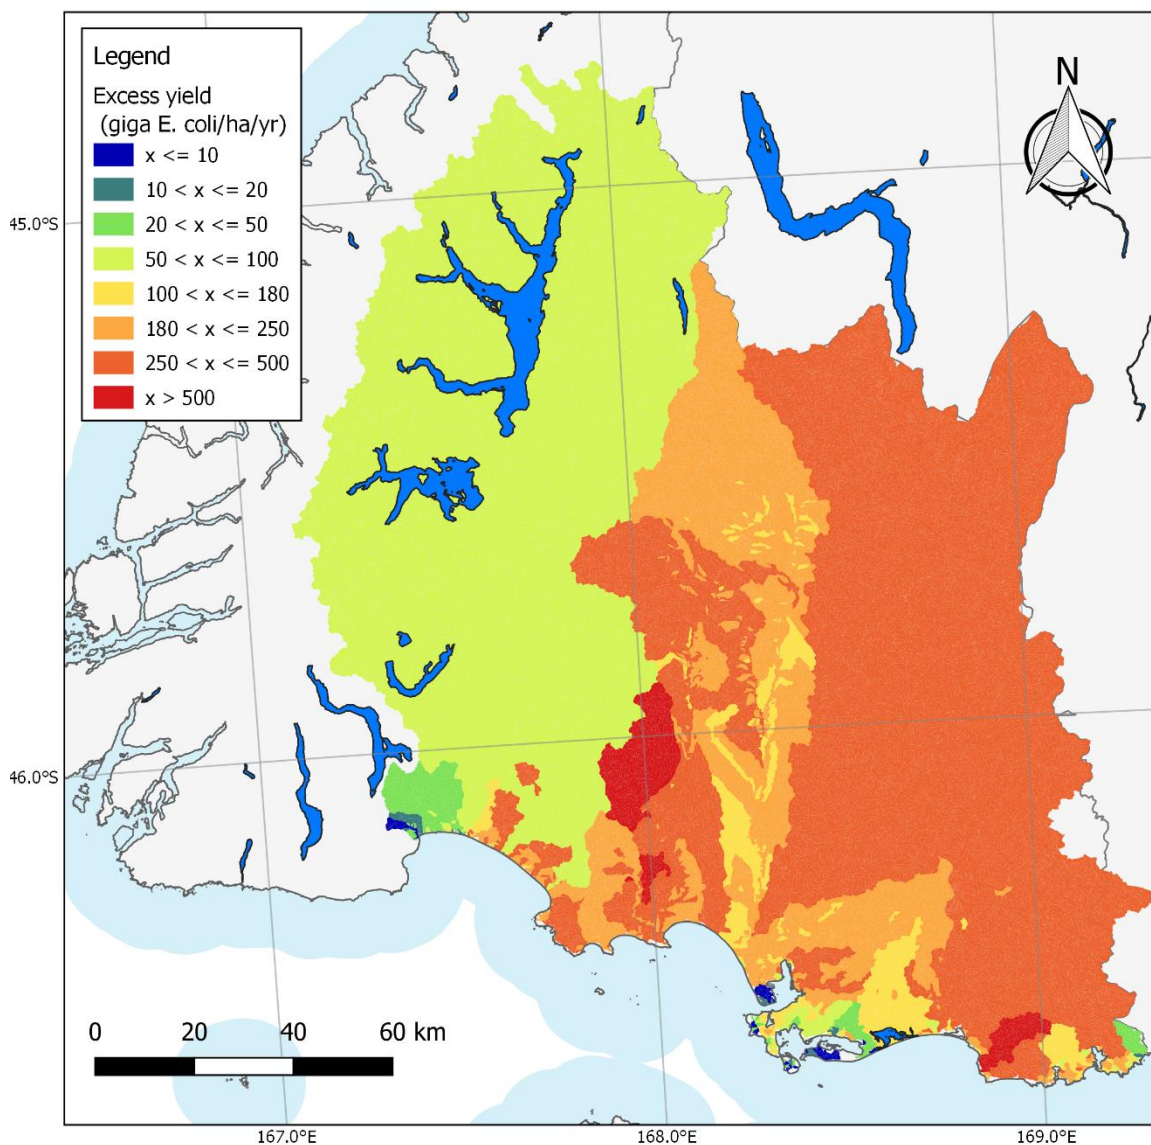 Legend
Excess yield
(giga E. coli/ha/yr)
x <= 10
10 < x <= 20
20 < x <= 50
50 < x <= 100
100 < x <= 180
180 < x <= 250
250 < x <= 500
x > 500
N
45.0°S
46.0°S
0 20 40 60 km
167.0°E 168.0°E 169.0°E